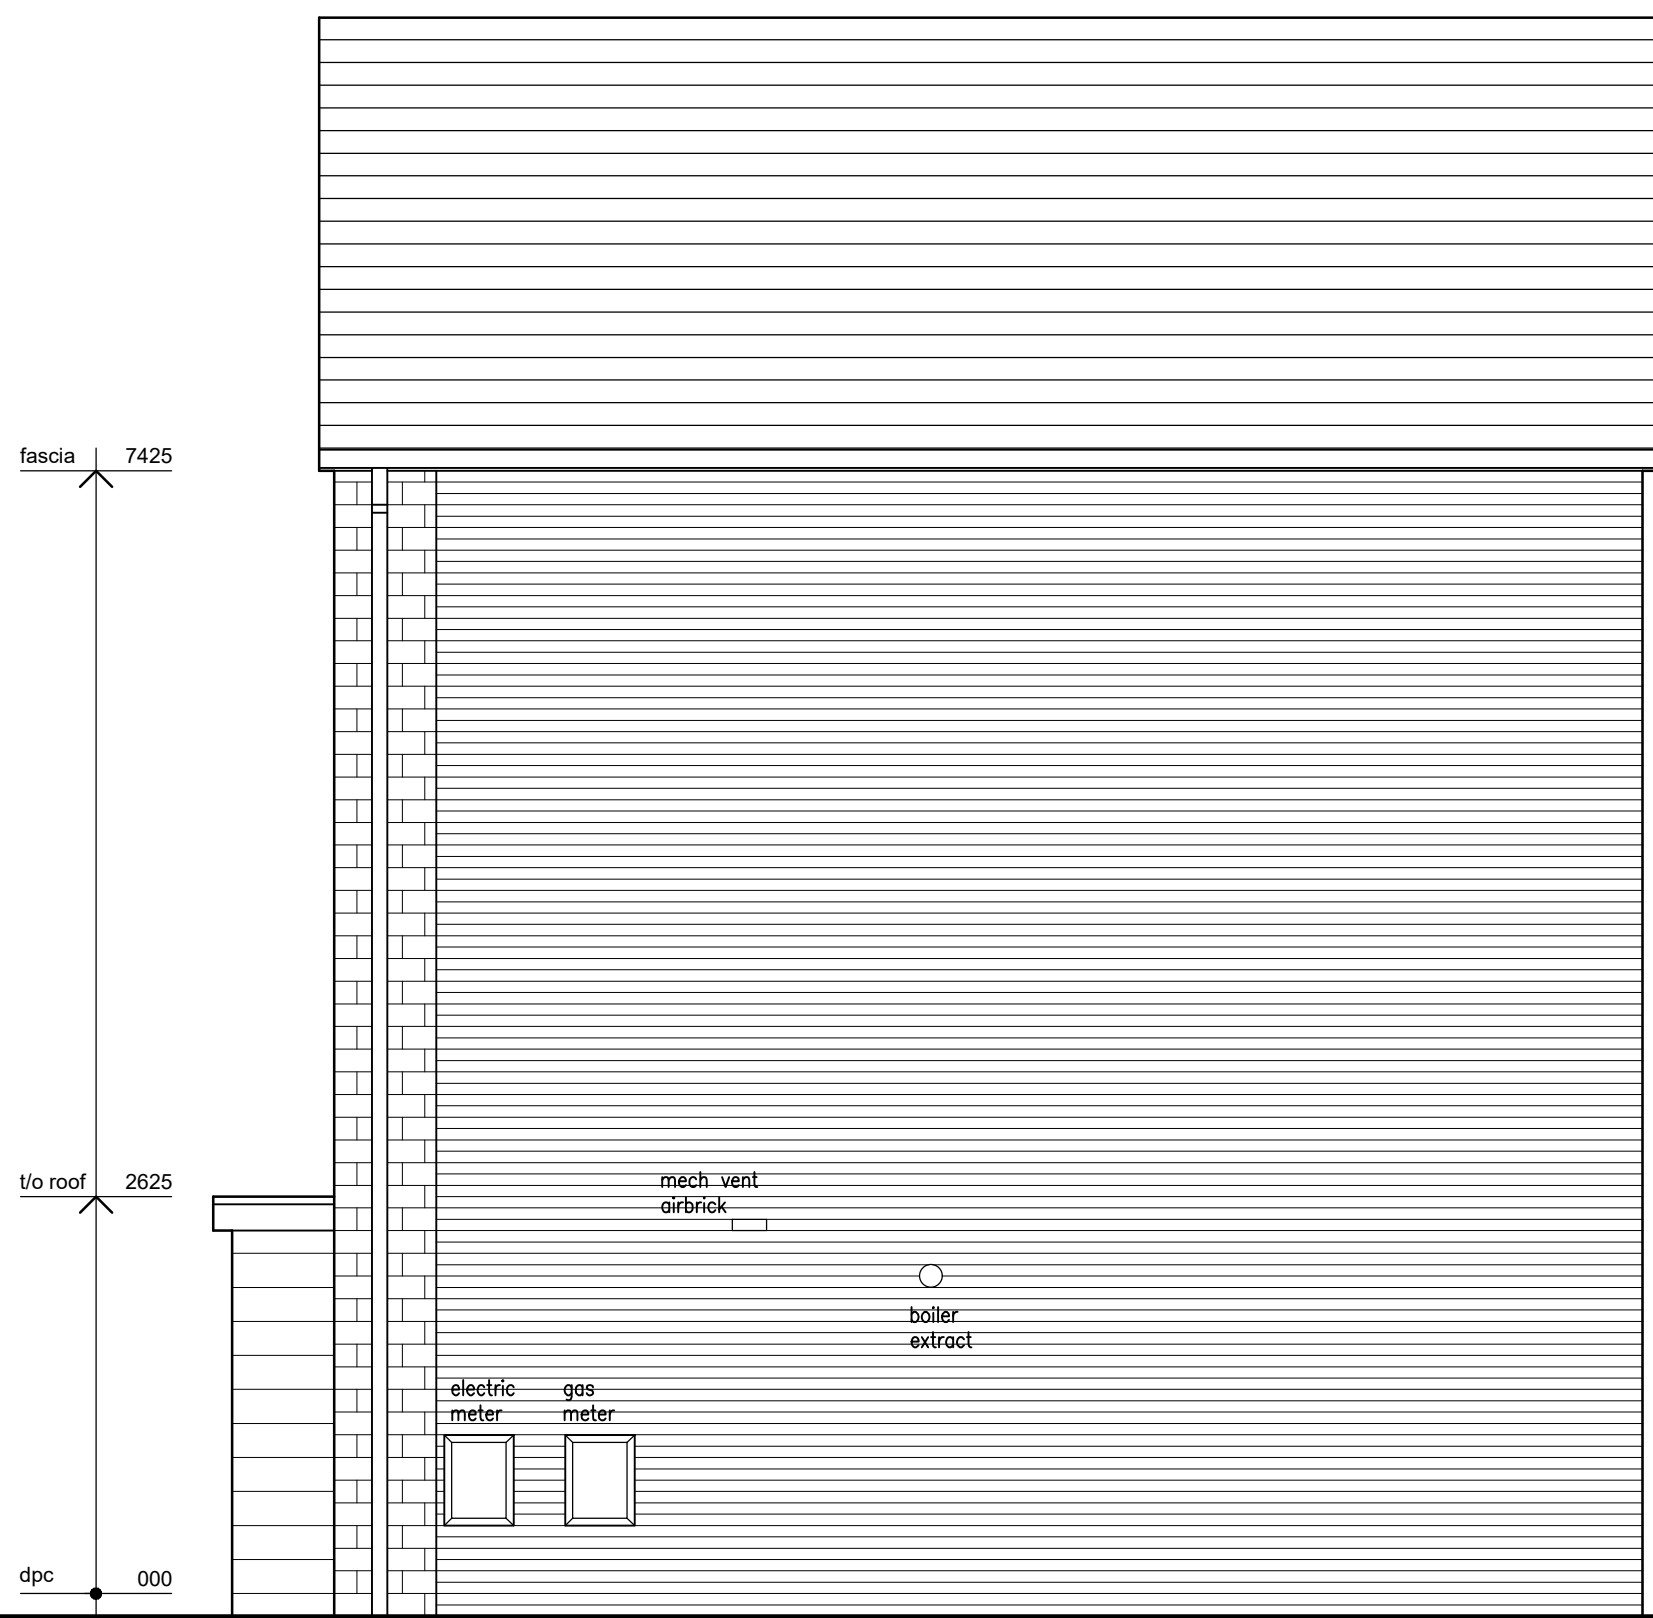 fascia 7425
t/o roof 2625
mech vent
airbrick
boiler
extract
electric
meter
gas
meter
dpc 000